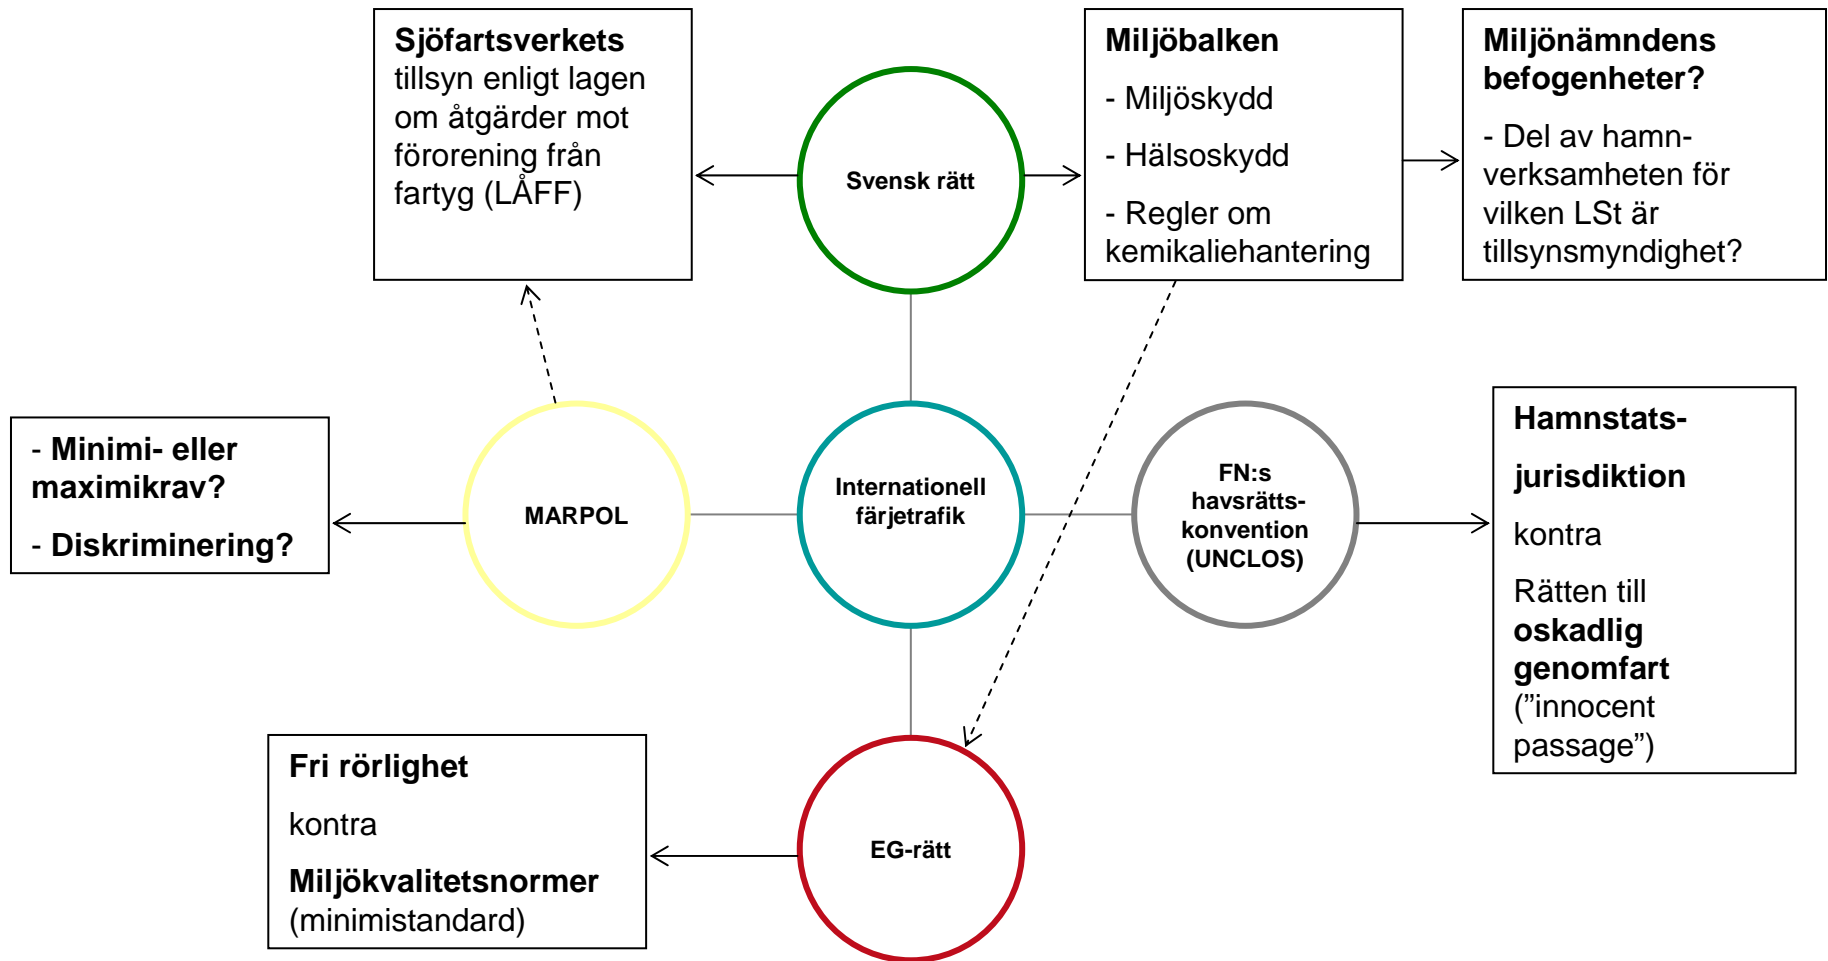 Sjöfartsverkets
tillsyn enligt lagen
om åtgärder mot
förorening från
fartyg (LÅFF)
Svensk rätt
Miljöbalken
- Miljöskydd
- Hälsoskydd
- Regler om
kemikaliehantering
Miljönämndens
befogenheter?
- Del av hamn-
verksamheten för
vilken LSt är
tillsynsmyndighet?
- Minimi- eller
maximikrav?
- Diskriminering?
MARPOL
Internationell
färjetrafik
FN:s
havsrätts-
konvention
(UNCLOS)
Hamnstats-
jurisdiktion
kontra
Rätten till
oskadlig
genomfart
(”innocent
passage”)
Fri rörlighet
kontra
Miljökvalitetsnormer
(minimistandard)
EG-rätt